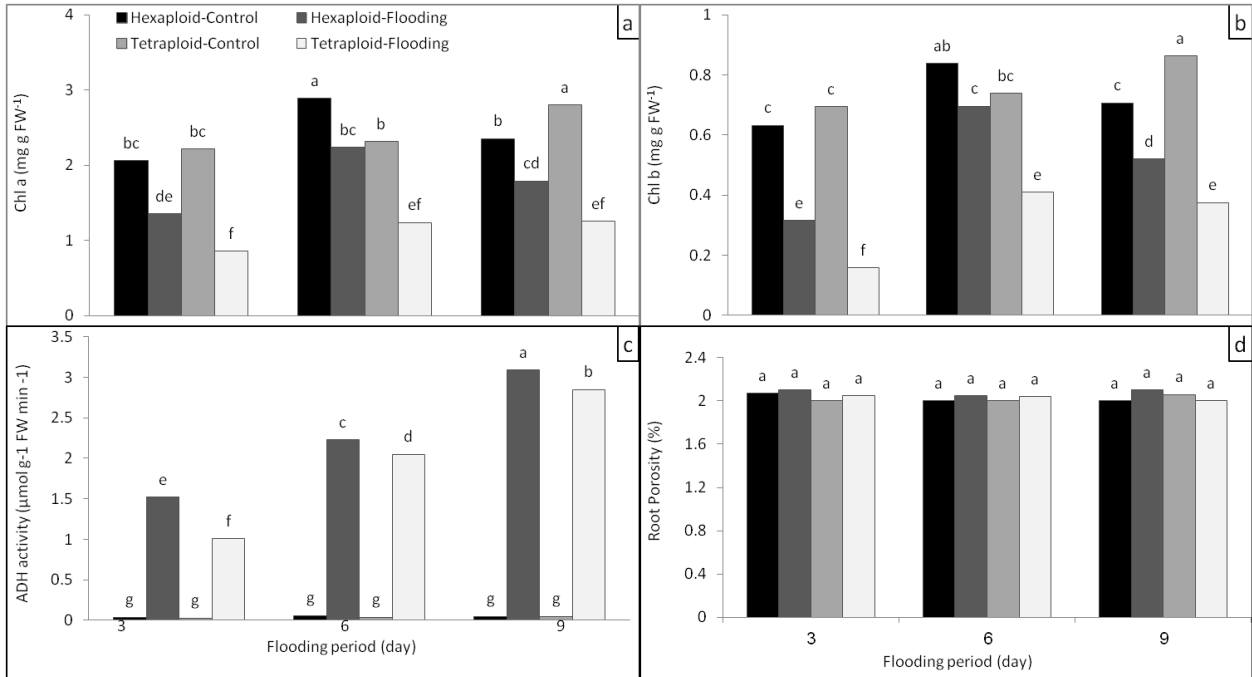 Hexaploid-Control Hexaploid-Flooding
Tetraploid-Control Tetraploid-Flooding
a
Chl a (mg g FW-1)
4
3
2
1
0
bc de bc f
a bc b ef
b cd a ef
b
Chl b (mg g FW-1)
1
0.8
0.6
0.4
0.2
0
c e c f
ab c bc e
c d a e
c
ADH activity (μmol g-1 FW min -1)
3.5
3
2.5
2
1.5
1
0.5
0
g e g f
g c g d
g a g b
3 6 9
Flooding period (day)
d
Root Porosity (%)
2.4
2
1.6
1.2
0.8
0.4
0
a a a a
a a a a
a a a a
3 6 9
Flooding period (day)